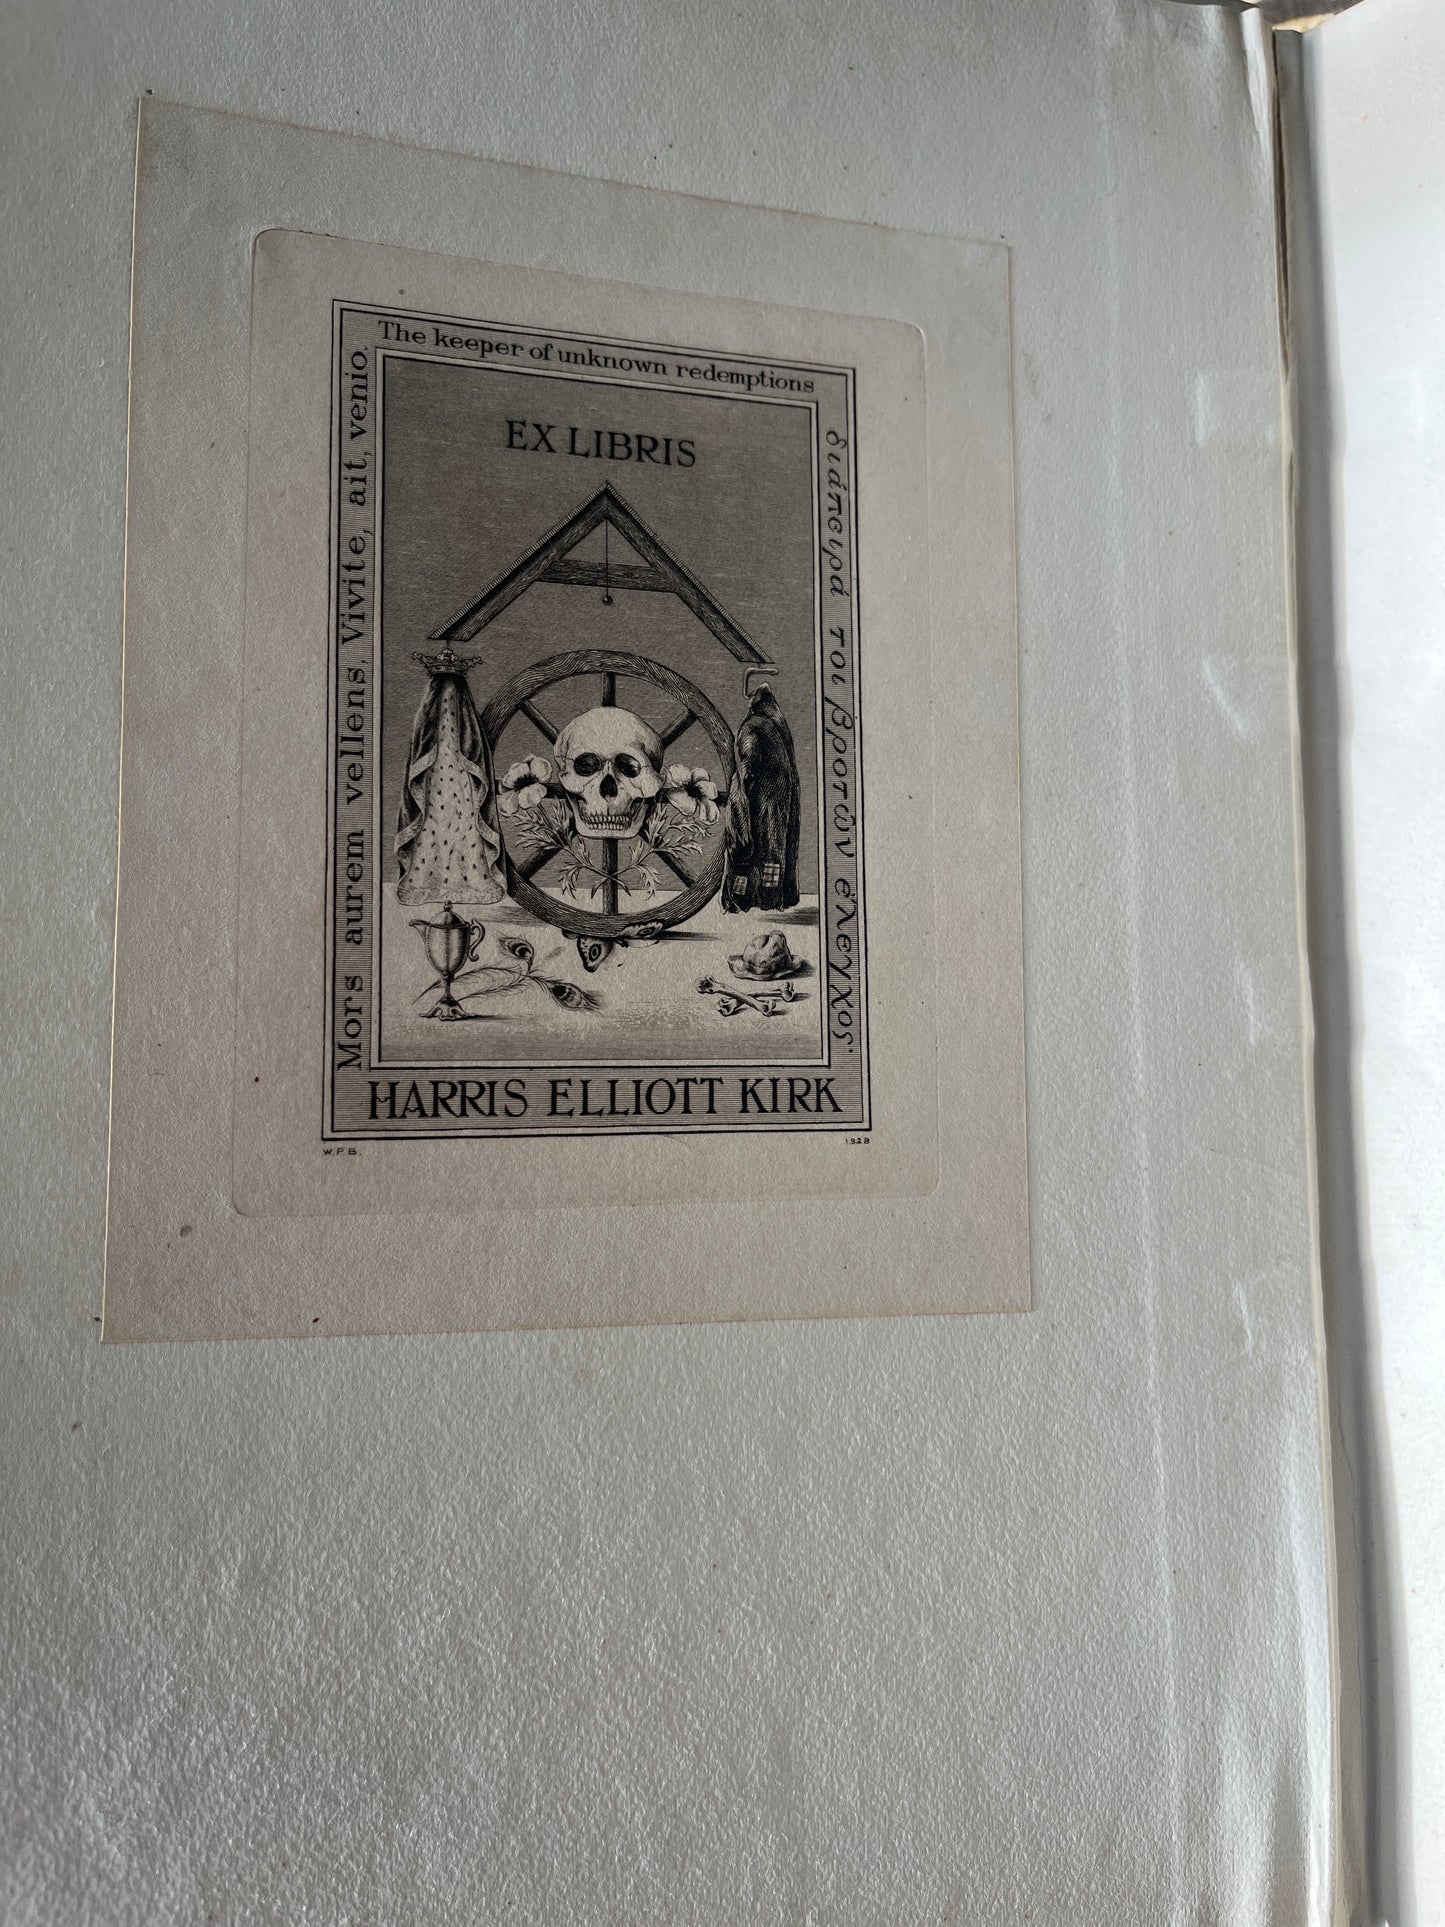 The keeper of unknown redemptions
Mors aurem vellens, Vivite, ait, venio.
διάπειρά τοι βροτῶν ἔλεγχος·
EX LIBRIS
HARRIS ELLIOTT KIRK
W.P.B.
1928